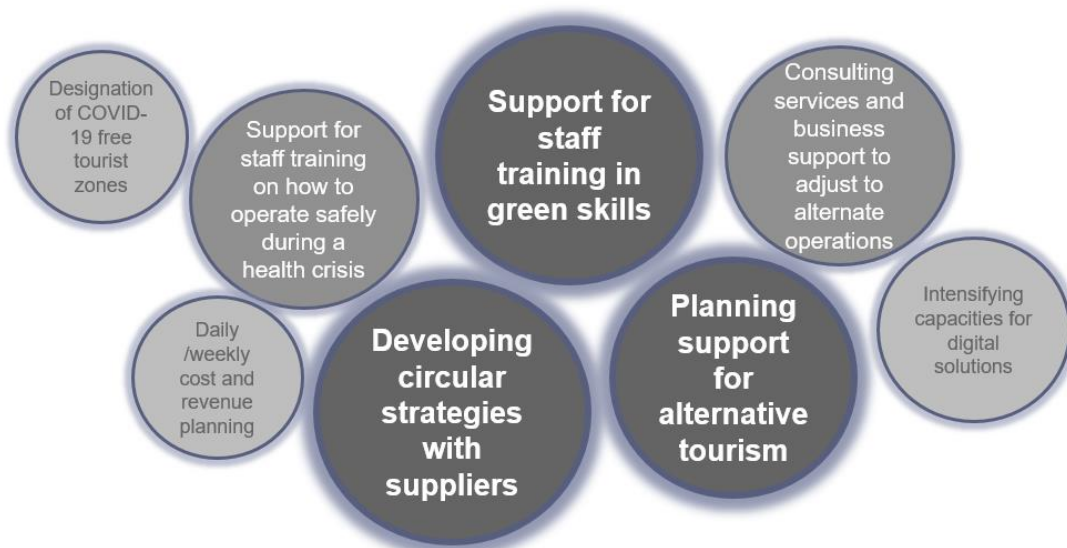 Designation
of COVID-
19 free
tourist
zones
Support for
staff training
on how to
operate safely
during a
health crisis
Support for
staff
training in
green skills
Consulting
services and
business
support to
adjust to
alternate
operations
Daily
/weekly
cost and
revenue
planning
Developing
circular
strategies
with
suppliers
Planning
support
for
alternative
tourism
Intensifying
capacities for
digital
solutions